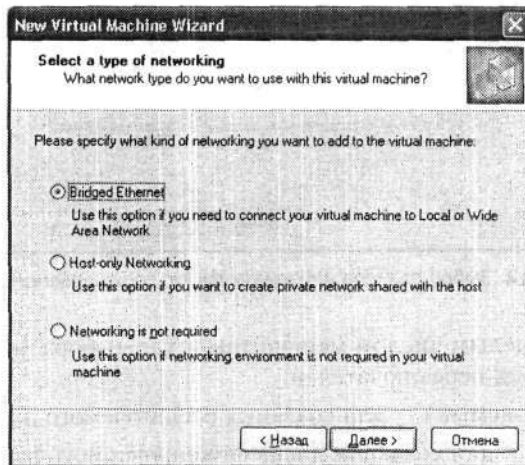 New Virtual Machine Wizard
Select a type of networking
What network type do you want to use with this virtual machine?
Please specify what kind of networking you want to add to the virtual machine:
Bridged Ethernet
Use this option if you need to connect your virtual machine to Local or Wide
Area Network
Host-only Networking
Use this option if you want to create private network shared with the host
Networking is not required
Use this option if networking environment is not required in your virtual
machine
< Назад
Далее >
Отмена